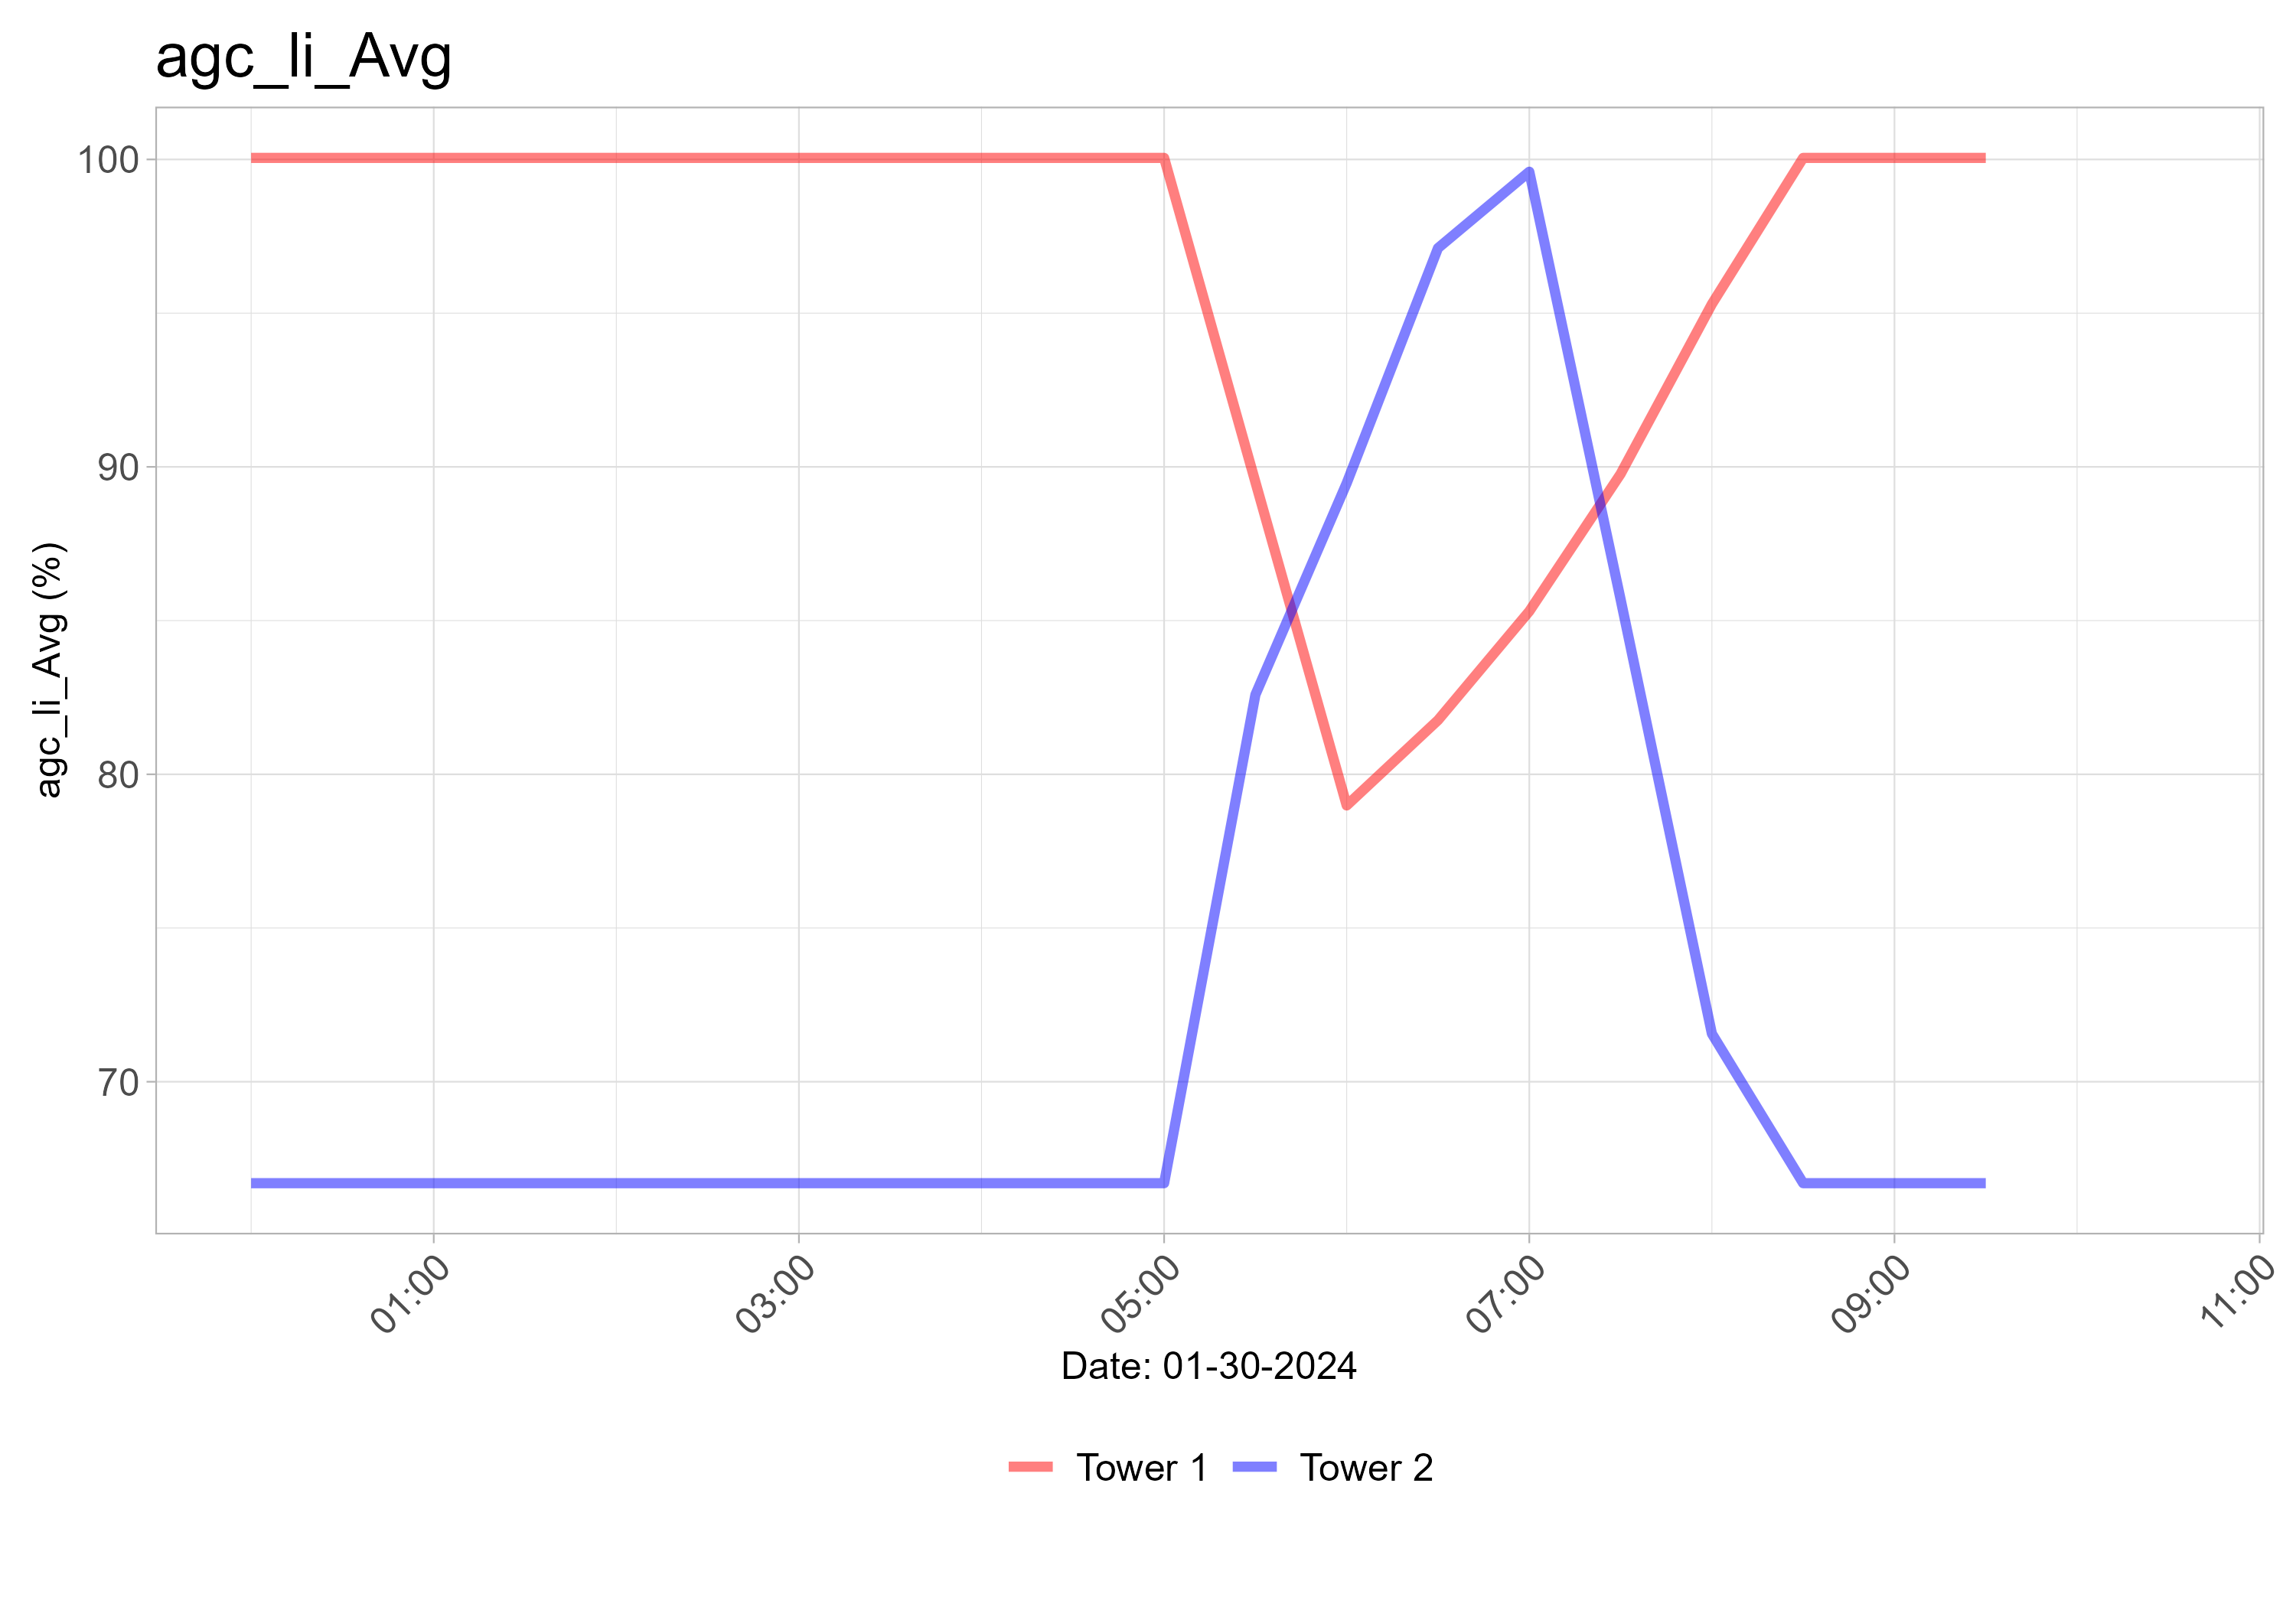 agc_li_Avg
100
90
80
70
agc_li_Avg (%)
01:00 03:00 05:00 07:00 09:00 11:00
Date: 01-30-2024
Tower 1 Tower 2